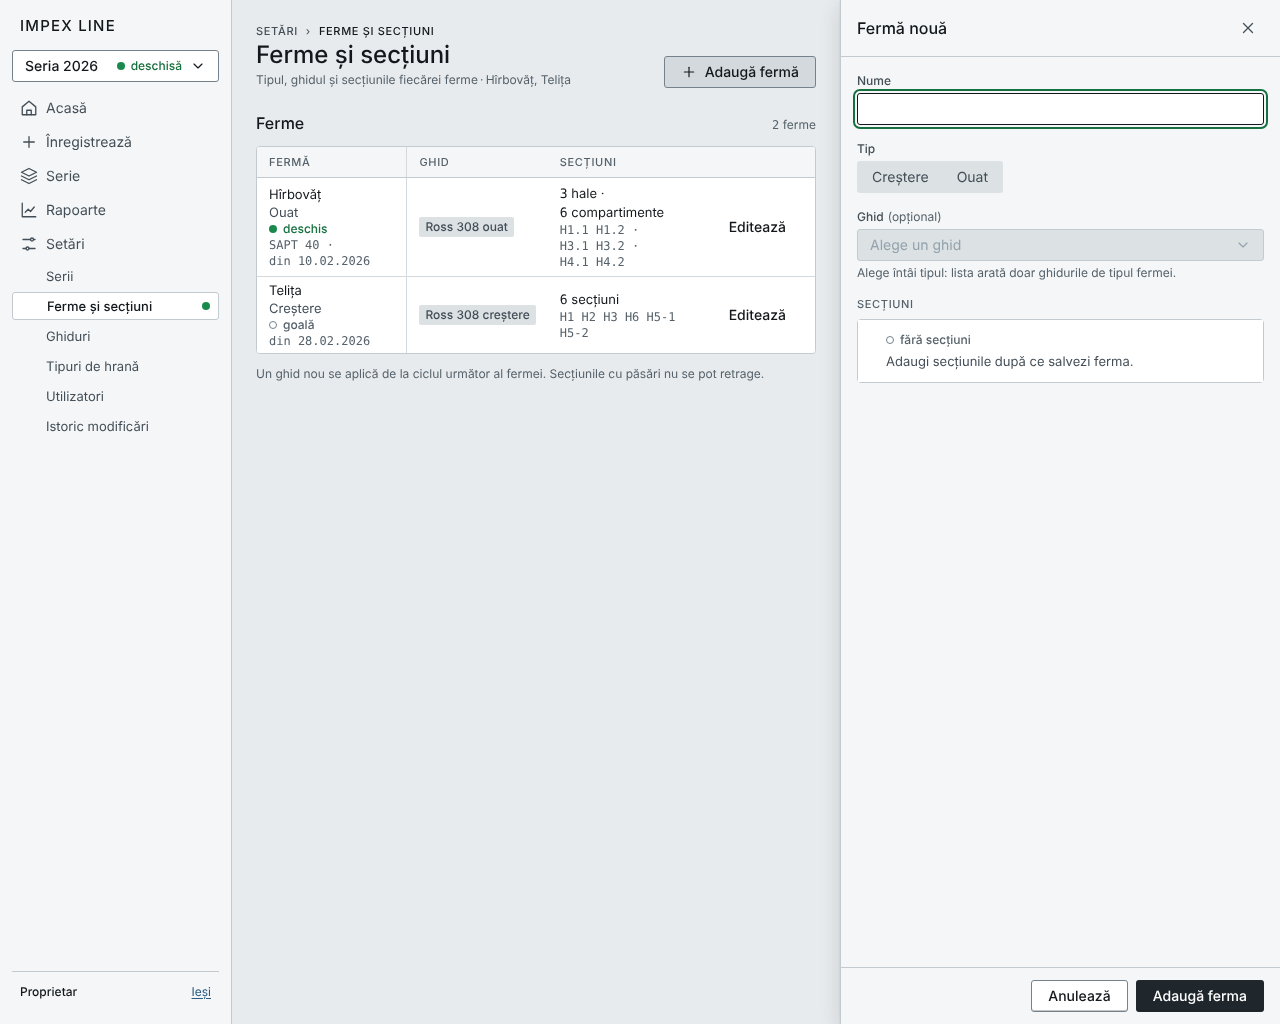 IMPEX LINE
Seria 2026
deschisă
Acasă
Înregistrează
Serie
Rapoarte
Setări
Serii
Ferme și secțiuni
Ghiduri
Tipuri de hrană
Utilizatori
Istoric modificări
Proprietar
Ieși
SETĂRI › FERME ȘI SECȚIUNI
Ferme și secțiuni
Tipul, ghidul și secțiunile fiecărei ferme · Hîrbovăț, Telița
Adaugă fermă
Ferme
2 ferme
FERMĂ
GHID
SECȚIUNI
Hîrbovăț
Ouat
deschis
SAPT 40 ·
din 10.02.2026
Ross 308 ouat
3 hale ·
6 compartimente
H1.1 H1.2 ·
H3.1 H3.2 ·
H4.1 H4.2
Editează
Telița
Creștere
goală
din 28.02.2026
Ross 308 creștere
6 secțiuni
H1 H2 H3 H6 H5-1
H5-2
Editează
Un ghid nou se aplică de la ciclul următor al fermei. Secțiunile cu păsări nu se pot retrage.
Fermă nouă
Nume
Tip
Creștere
Ouat
Ghid (opțional)
Alege un ghid
Alege întâi tipul: lista arată doar ghidurile de tipul fermei.
SECȚIUNI
fără secțiuni
Adaugi secțiunile după ce salvezi ferma.
Anulează
Adaugă ferma